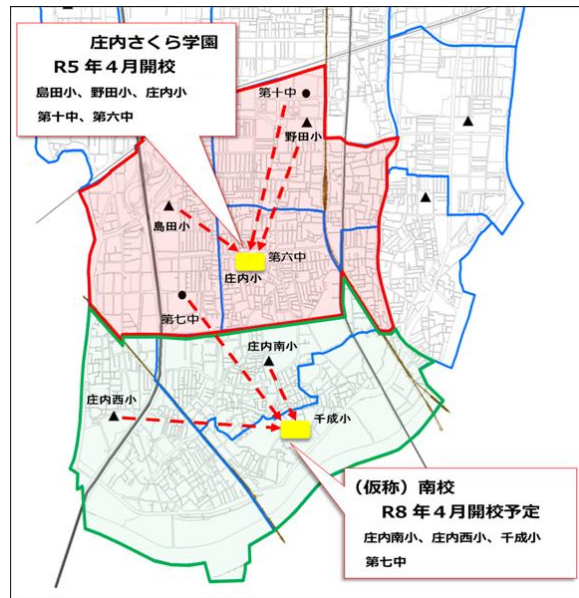 庄内さくら学園
R5年４月開校
島田小、野田小、庄内小
第十中、第六中
第十中
野田小
島田小
第六中
庄内小
第七中
庄内南小
庄内西小
千成小
（仮称）南校
R8年４月開校予定
庄内南小、庄内西小、千成小
第七中